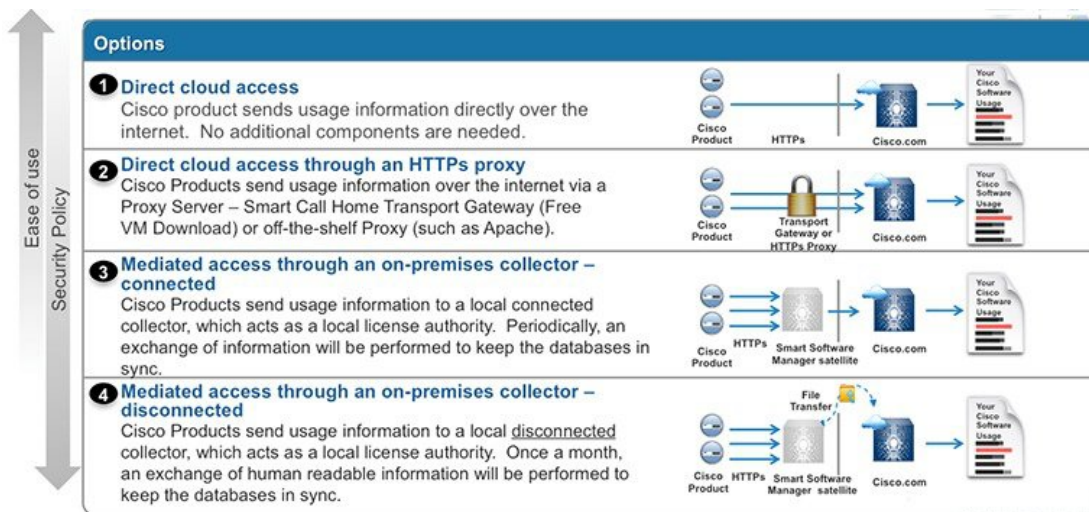 Ease of use
Security Policy
Options
1 Direct cloud access
Cisco product sends usage information directly over the
internet. No additional components are needed.
Cisco
Product
HTTPs
Cisco.com
Your
Cisco
Software
Usage
2 Direct cloud access through an HTTPs proxy
Cisco Products send usage information over the internet via a
Proxy Server – Smart Call Home Transport Gateway (Free
VM Download) or off-the-shelf Proxy (such as Apache).
Cisco
Product
Transport
Gateway or
HTTPs Proxy
Cisco.com
Your
Cisco
Software
Usage
3 Mediated access through an on-premises collector –
connected
Cisco Products send usage information to a local connected
collector, which acts as a local license authority. Periodically, an
exchange of information will be performed to keep the databases in
sync.
Cisco
Product
HTTPs
Smart Software
Manager satellite
Cisco.com
Your
Cisco
Software
Usage
4 Mediated access through an on-premises collector –
disconnected
Cisco Products send usage information to a local disconnected
collector, which acts as a local license authority. Once a month,
an exchange of human readable information will be performed to
keep the databases in sync.
File
Transfer
Cisco
Product
HTTPs
Smart Software
Manager satellite
Cisco.com
Your
Cisco
Software
Usage